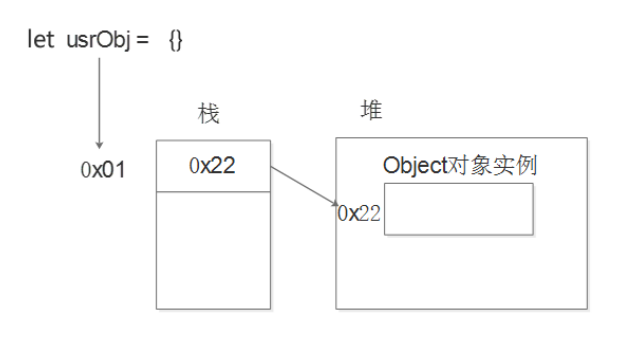 let usrObj = {}
栈
堆
0x01
0x22
Object对象实例
0x22